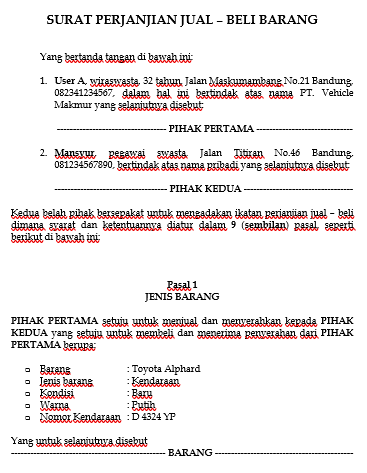 SURAT PERJANJIAN JUAL – BELI BARANG
Yang bertanda tangan di bawah ini:
1. User A, wiraswasta, 32 tahun, Jalan Maskumambang No.21 Bandung,
082341234567, dalam hal ini bertindak atas nama PT. Vehicle
Makmur yang selanjutnya disebut:
----------------------------------- PIHAK PERTAMA -------------------------------
2. Mansyur, pegawai swasta, Jalan Titiran No.46 Bandung,
081234567890, bertindak atas nama pribadi yang selanjutnya disebut:
----------------------------------- PIHAK KEDUA -----------------------------------
Kedua belah pihak bersepakat untuk mengadakan ikatan perjanjian jual – beli
dimana syarat dan ketentuannya diatur dalam 9 (sembilan) pasal, seperti
berikut di bawah ini:
Pasal 1
JENIS BARANG
PIHAK PERTAMA setuju untuk menjual dan menyerahkan kepada PIHAK
KEDUA yang setuju untuk membeli dan menerima penyerahan dari PIHAK
PERTAMA berupa:
Barang : Toyota Alphard
Jenis barang : Kendaraan
Kondisi : Baru
Warna : Putih
Nomor Kendaraan : D 4324 YP
Yang untuk selanjutnya disebut
-------------------------------------------------- BARANG ---------------------------------------------